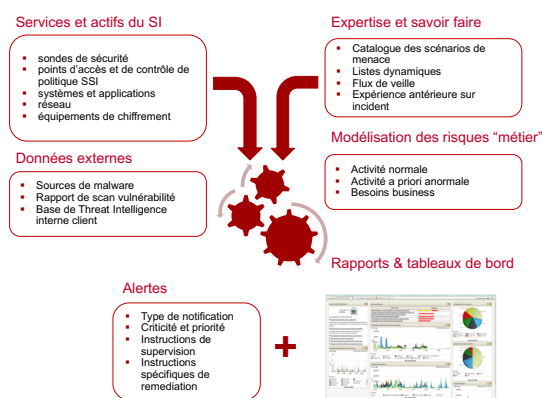 Services et actifs du SI
sondes de sécurité
points d'accès et de contrôle de
politique SSI
systèmes et applications
réseau
équipements de chiffrement
Expertise et savoir faire
Catalogue des scénarios de
menace
Listes dynamiques
Flux de veille
Expérience antérieure sur
incident
Données externes
Sources de malware
Rapport de scan vulnérabilité
Base de Threat Intelligence
interne client
Modélisation des risques “métier”
Activité normale
Activité a priori anormale
Besoins business
Alertes
Type de notification
Criticité et priorité
Instructions de
supervision
Instructions
spécifiques de
remediation
Rapports & tableaux de bord